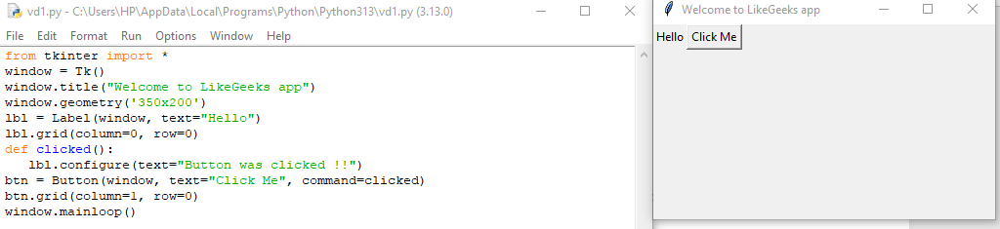 vd1.py - C:\Users\HP\AppData\Local\Programs\Python\Python313\vd1.py (3.13.0)
File Edit Format Run Options Window Help
from tkinter import *
window = Tk()
window.title("Welcome to LikeGeeks app")
window.geometry('350x200')
lbl = Label(window, text="Hello")
lbl.grid(column=0, row=0)
def clicked():
   lbl.configure(text="Button was clicked !!")
btn = Button(window, text="Click Me", command=clicked)
btn.grid(column=1, row=0)
window.mainloop()
Welcome to LikeGeeks app
Hello Click Me